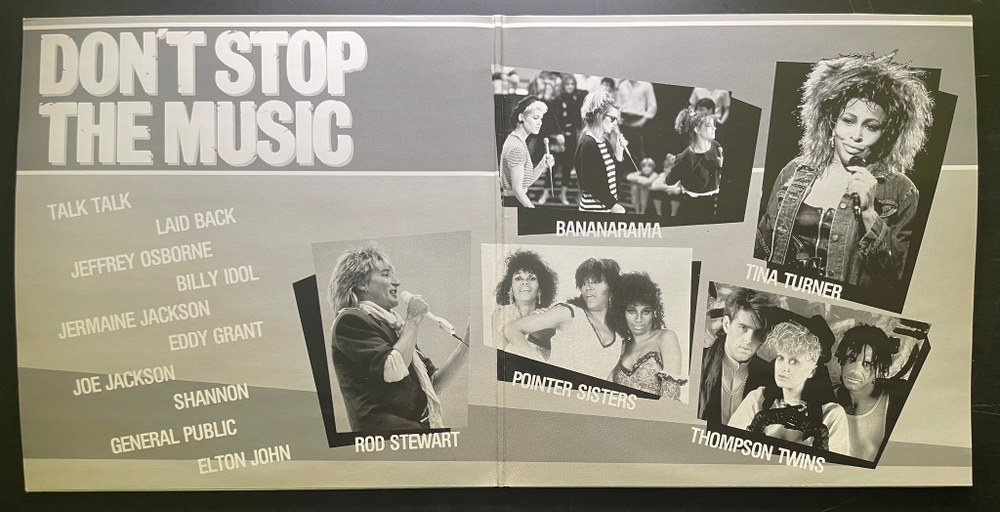 DON'T STOP
THE MUSIC
TALK TALK
LAID BACK
JEFFREY OSBORNE
BILLY IDOL
JERMAINE JACKSON
EDDY GRANT
JOE JACKSON
SHANNON
GENERAL PUBLIC
ELTON JOHN
ROD STEWART
BANANARAMA
TINA TURNER
POINTER SISTERS
THOMPSON TWINS